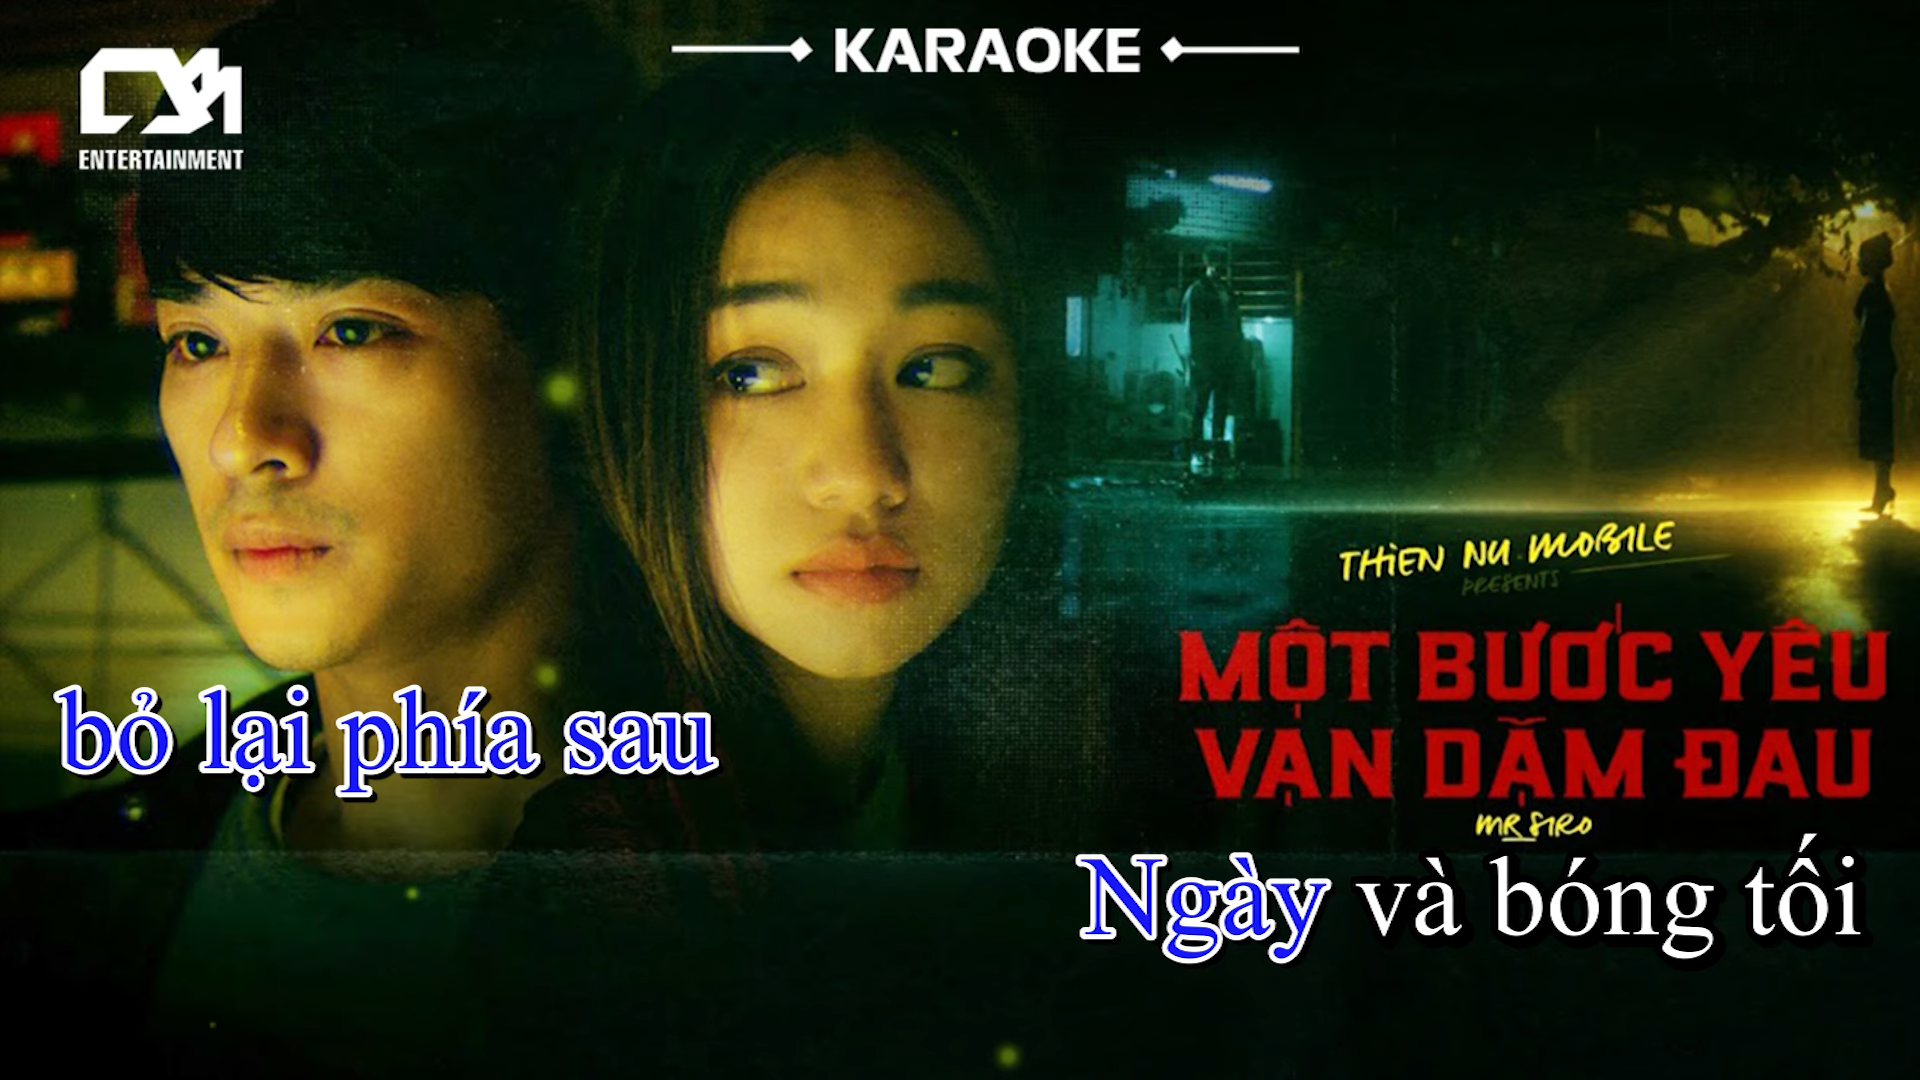 KARAOKE
ENTERTAINMENT
THIEN NU MOBILE
PRESENTS
MỘT BƯỚC YÊU
VẠN DẶM ĐAU
MR SIRO
bỏ lại phía sau
Ngày và bóng tối